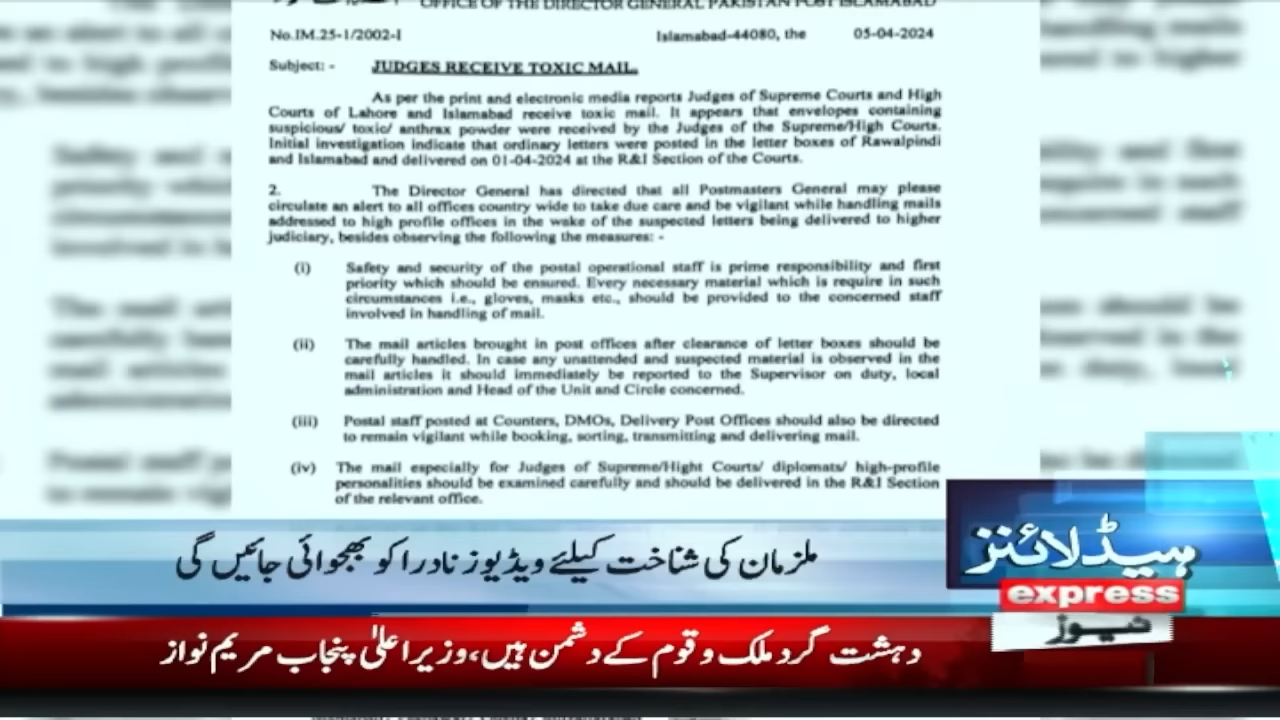 OFFICE OF THE DIRECTOR GENERAL PAKISTAN POST ISLAMABAD
No.IM.25-1/2002-I Islamabad-44080, the 05-04-2024
Subject: - JUDGES RECEIVE TOXIC MAIL.
As per the print and electronic media reports Judges of Supreme Courts and High
Courts of Lahore and Islamabad receive toxic mail. It appears that envelopes containing
suspicious/ toxic/ anthrax powder were received by the Judges of the Supreme/High Courts.
Initial investigation indicate that ordinary letters were posted in the letter boxes of Rawalpindi
and Islamabad and delivered on 01-04-2024 at the R&I Section of the Courts.
2. The Director General has directed that all Postmasters General may please
circulate an alert to all offices country wide to take due care and be vigilant while handling mails
addressed to high profile offices in the wake of the suspected letters being delivered to higher
judiciary, besides observing the following the measures: -
(i) Safety and security of the postal operational staff is prime responsibility and first
priority which should be ensured. Every necessary material which is require in such
circumstances i.e., gloves, masks etc., should be provided to the concerned staff
involved in handling of mail.
(ii) The mail articles brought in post offices after clearance of letter boxes should be
carefully handled. In case any unattended and suspected material is observed in the
mail articles it should immediately be reported to the Supervisor on duty, local
administration and Head of the Unit and Circle concerned.
(iii) Postal staff posted at Counters, DMOs, Delivery Post Offices should also be directed
to remain vigilant while booking, sorting, transmitting and delivering mail.
(iv) The mail especially for Judges of Supreme/Hight Courts/ diplomats/ high-profile
personalities should be examined carefully and should be delivered in the R&I Section
of the relevant office.
ملزمان کی شناخت کیلئے ویڈیوز نادرا کو بھجوائی جائیں گی
ہیڈلائنز
express
نیوز
دہشت گرد ملک و قوم کے دشمن ہیں، وزیراعلیٰ پنجاب مریم نواز